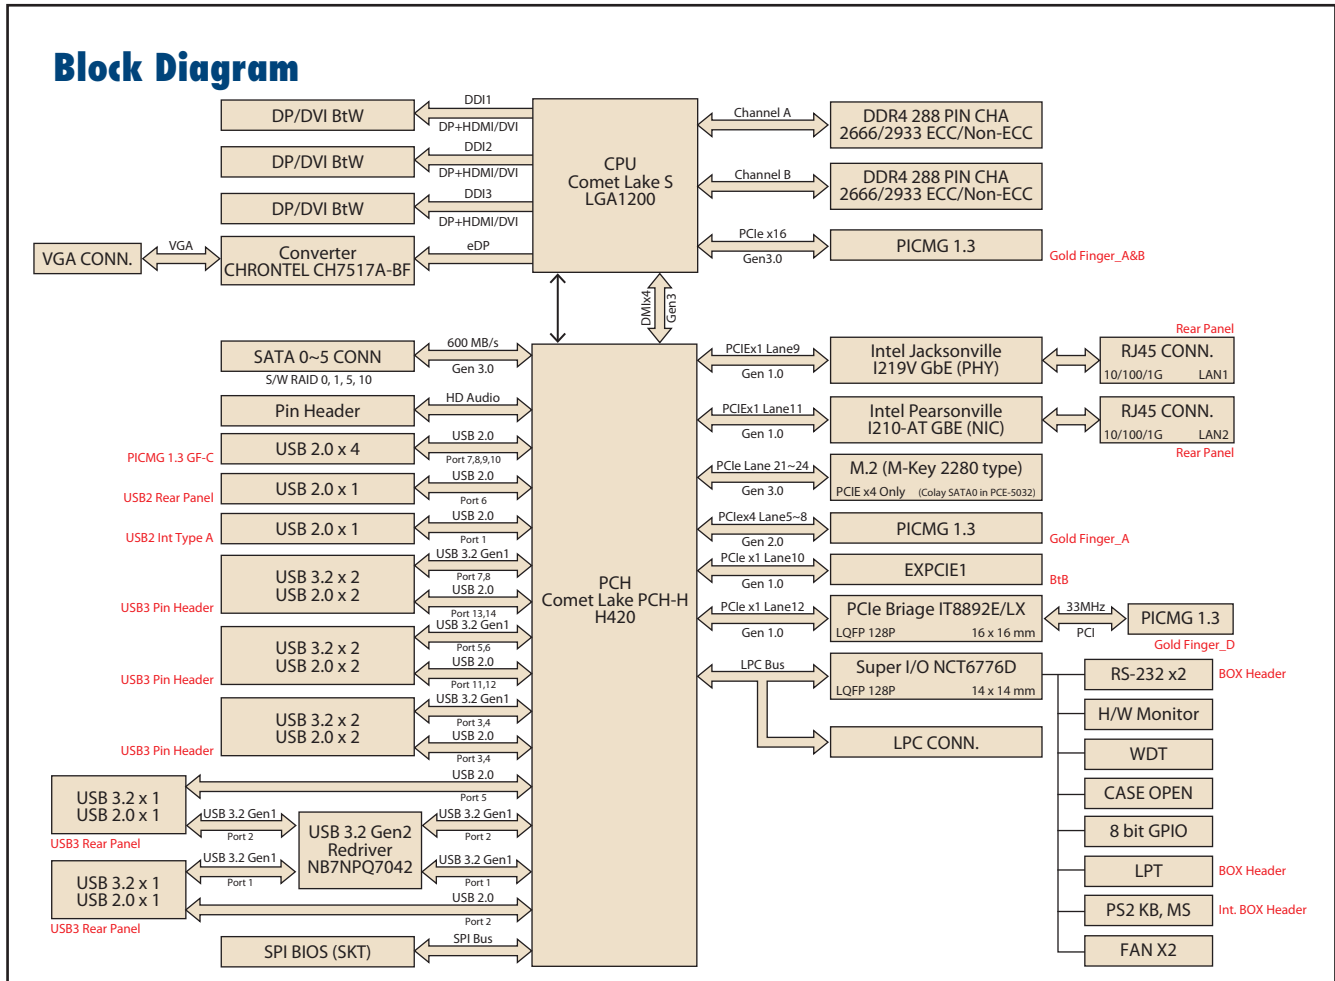 Block Diagram
DP/DVI BtW
DDI1
DP+HDMI/DVI
DP/DVI BtW
DDI2
DP+HDMI/DVI
DP/DVI BtW
DDI3
DP+HDMI/DVI
VGA CONN.
VGA
Converter
CHRONTEL CH7517A-BF
eDP
CPU
Comet Lake S
LGA1200
Channel A
DDR4 288 PIN CHA
2666/2933 ECC/Non-ECC
Channel B
DDR4 288 PIN CHA
2666/2933 ECC/Non-ECC
PCIe x16
Gen3.0
PICMG 1.3
Gold Finger_A&B
DMIx4
Gen3
SATA 0~5 CONN
S/W RAID 0, 1, 5, 10
600 MB/s
Gen 3.0
Pin Header
HD Audio
PICMG 1.3 GF-C
USB 2.0 x 4
USB 2.0
Port 7,8,9,10
USB2 Rear Panel
USB 2.0 x 1
USB 2.0
Port 6
USB2 Int Type A
USB 2.0 x 1
USB 2.0
Port 1
USB3 Pin Header
USB 3.2 x 2
USB 2.0 x 2
USB 3.2 Gen1
Port 7,8
USB 2.0
Port 13,14
USB3 Pin Header
USB 3.2 x 2
USB 2.0 x 2
USB 3.2 Gen1
Port 5,6
USB 2.0
Port 11,12
USB3 Pin Header
USB 3.2 x 2
USB 2.0 x 2
USB 3.2 Gen1
Port 3,4
USB 2.0
Port 3,4
USB 3.2 x 1
USB 2.0 x 1
USB3 Rear Panel
USB 2.0
Port 5
USB 3.2 Gen1
Port 2
USB 3.2 Gen2
Redriver
NB7NPQ7042
USB 3.2 Gen1
Port 2
USB 3.2 x 1
USB 2.0 x 1
USB3 Rear Panel
USB 3.2 Gen1
Port 1
USB 3.2 Gen1
Port 1
USB 2.0
Port 2
SPI BIOS (SKT)
SPI Bus
PCH
Comet Lake PCH-H
H420
PCIEx1 Lane9
Gen 1.0
Intel Jacksonville
I219V GbE (PHY)
Rear Panel
RJ45 CONN.
10/100/1G LAN1
PCIEx1 Lane11
Gen 1.0
Intel Pearsonville
I210-AT GBE (NIC)
RJ45 CONN.
10/100/1G LAN2
Rear Panel
PCIe Lane 21~24
Gen 3.0
M.2 (M-Key 2280 type)
PCIE x4 Only (Colay SATA0 in PCE-5032)
PCIex4 Lane5~8
Gen 2.0
PICMG 1.3
Gold Finger_A
PCIe x1 Lane10
Gen 1.0
EXPCIE1
BtB
PCIe x1 Lane12
Gen 1.0
PCIe Briage IT8892E/LX
LQFP 128P 16 x 16 mm
33MHz
PCI
PICMG 1.3
Gold Finger_D
LPC Bus
Super I/O NCT6776D
LQFP 128P 14 x 14 mm
LPC CONN.
RS-232 x2
BOX Header
H/W Monitor
WDT
CASE OPEN
8 bit GPIO
LPT
BOX Header
PS2 KB, MS
Int. BOX Header
FAN X2